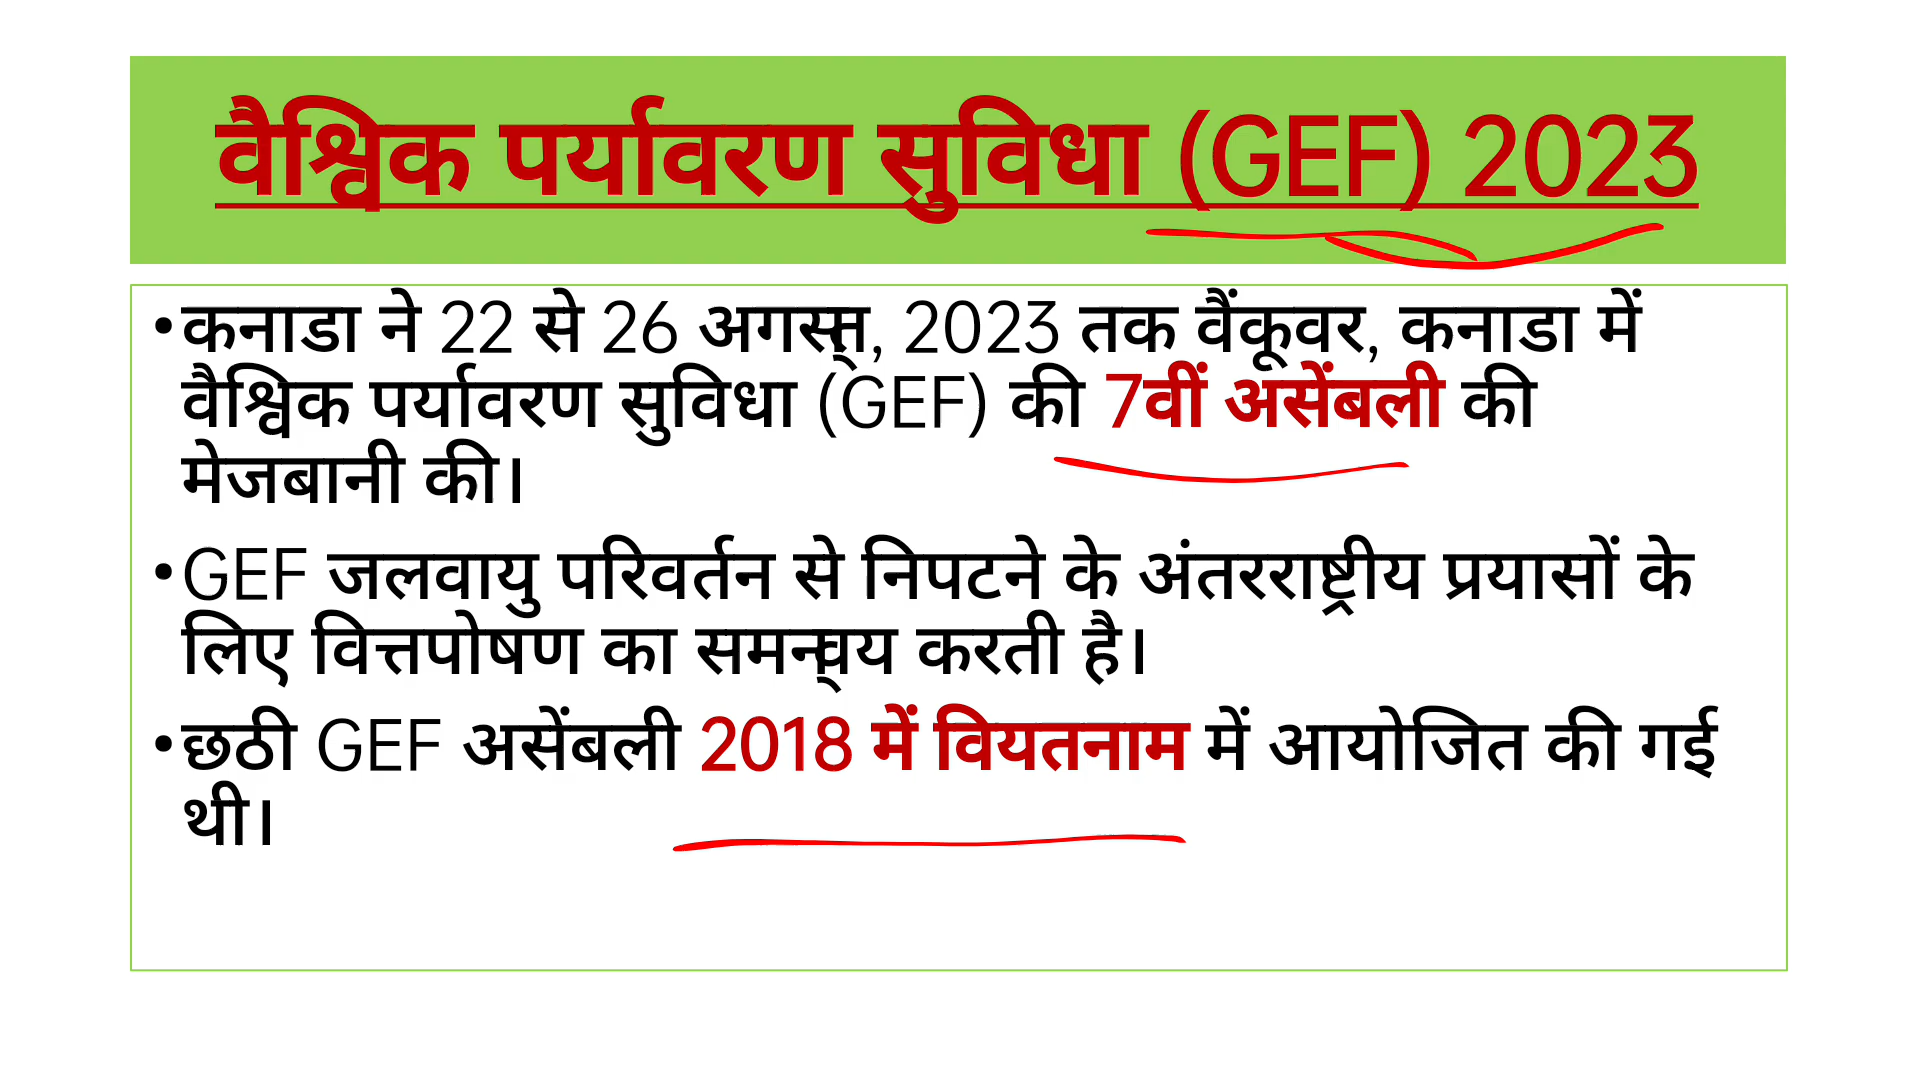 वैश्विक पर्यावरण सुविधा (GEF) 2023
•कनाडा ने 22 से 26 अगस्त, 2023 तक वैंकूवर, कनाडा में
वैश्विक पर्यावरण सुविधा (GEF) की 7वीं असेंबली की
मेजबानी की।
•GEF जलवायु परिवर्तन से निपटने के अंतरराष्ट्रीय प्रयासों के
लिए वित्तपोषण का समन्वय करती है।
•छठी GEF असेंबली 2018 में वियतनाम में आयोजित की गई
थी।